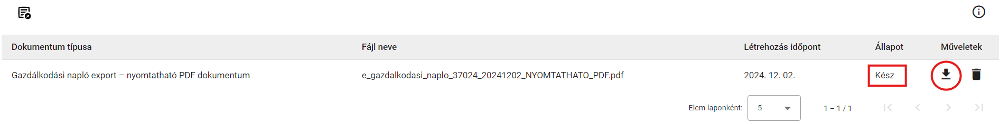 Dokumentum típusa Fájl neve Létrehozás időpont Állapot Műveletek
Gazdálkodási napló export – nyomtatható PDF dokumentum e_gazdalkodasi_naplo_37024_20241202_NYOMTATHATO_PDF.pdf 2024. 12. 02. Kész
Elem laponként: 5 1 – 1 / 1